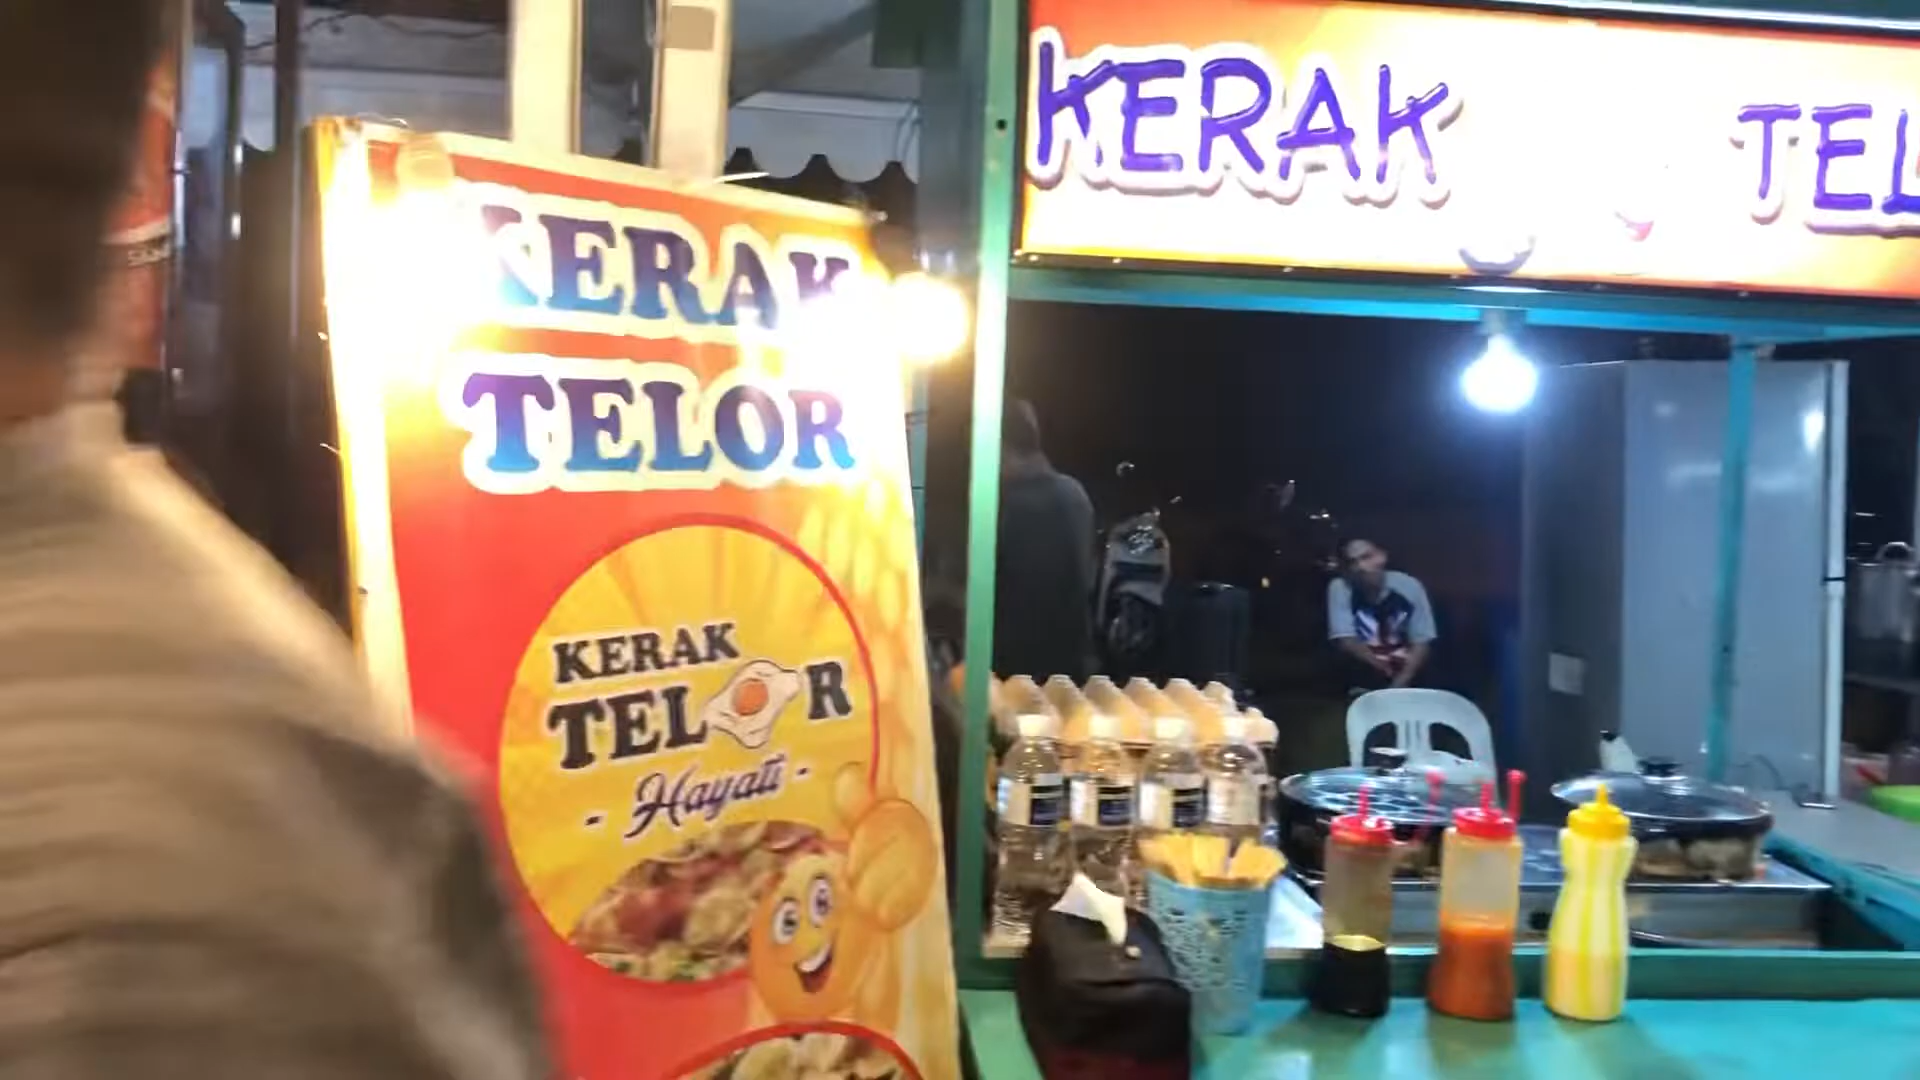 KERAK
TELOR
KERAK
TELOR
- Hayati -
KERAK TEL